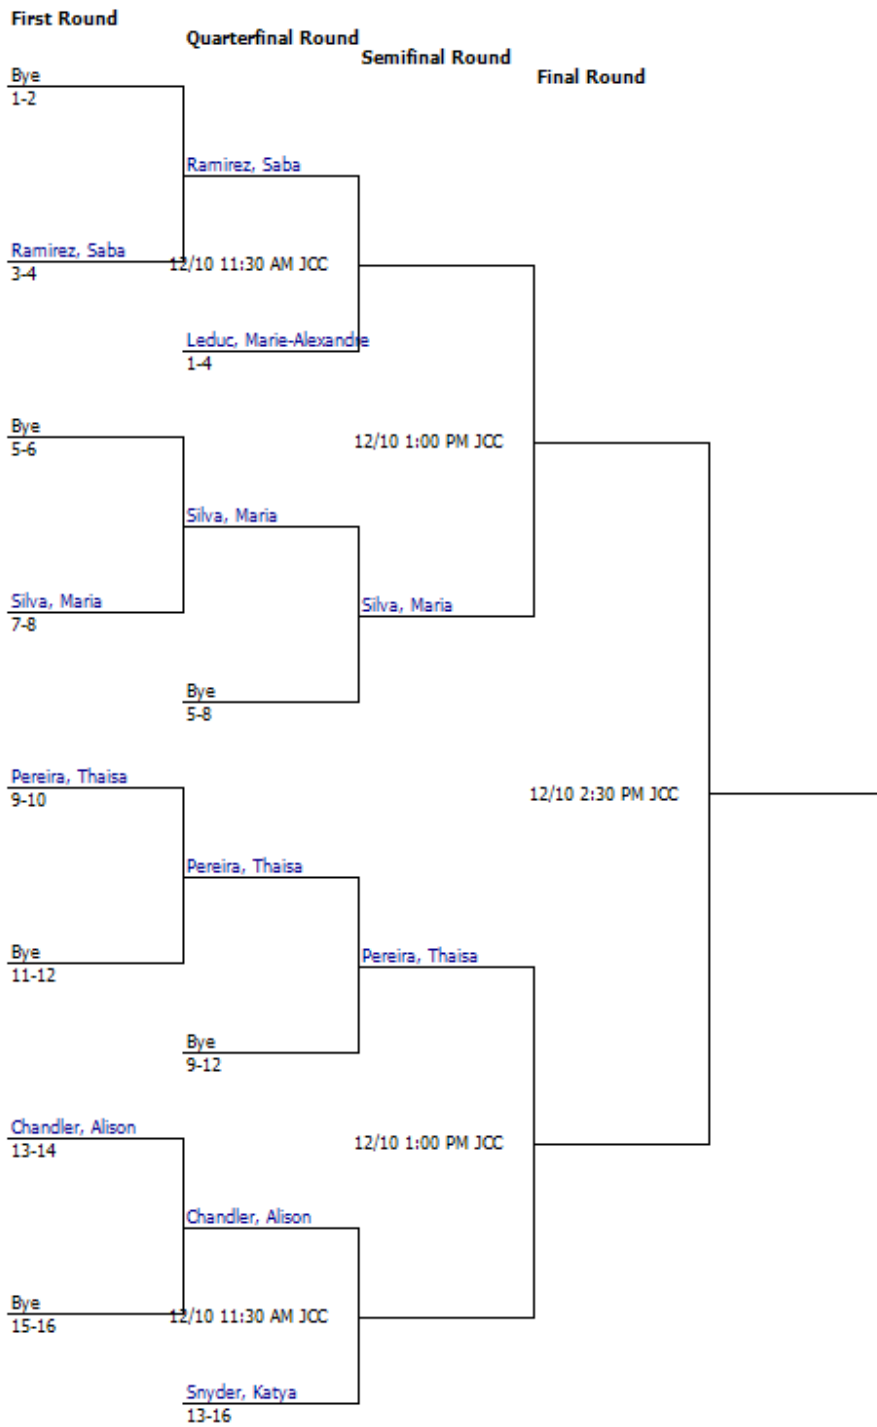 First Round
Quarterfinal Round
Semifinal Round
Final Round
Bye
1-2
Ramirez, Saba
Ramirez, Saba
3-4
12/10 11:30 AM JCC
Leduc, Marie-Alexandre
1-4
Bye
5-6
12/10 1:00 PM JCC
Silva, Maria
Silva, Maria
7-8
Silva, Maria
Bye
5-8
Pereira, Thaisa
9-10
12/10 2:30 PM JCC
Pereira, Thaisa
Bye
11-12
Pereira, Thaisa
Bye
9-12
Chandler, Alison
13-14
12/10 1:00 PM JCC
Chandler, Alison
Bye
15-16
12/10 11:30 AM JCC
Snyder, Katya
13-16